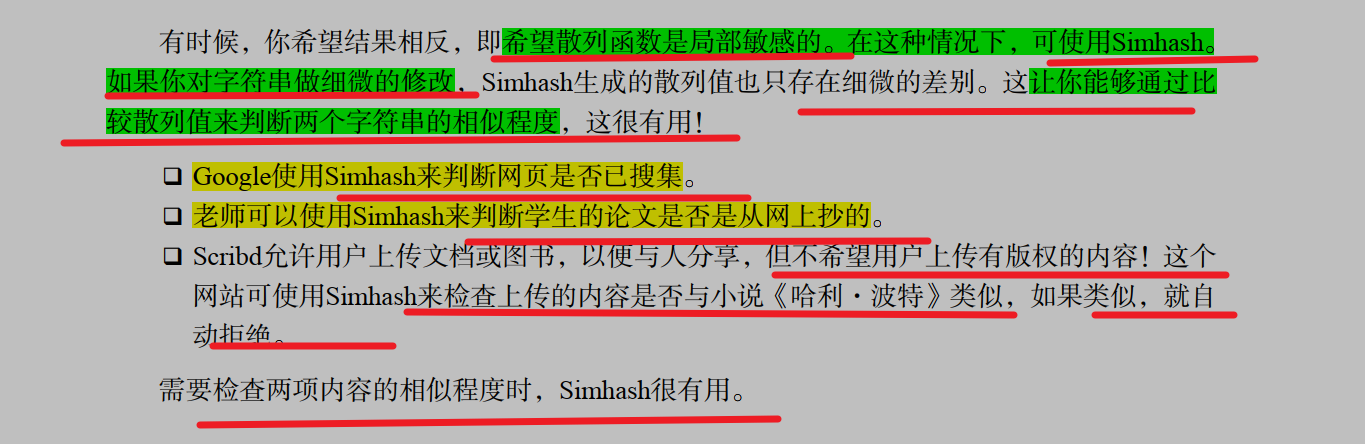 有时候，你希望结果相反，即希望散列函数是局部敏感的。在这种情况下，可使用Simhash。
如果你对字符串做细微的修改，Simhash生成的散列值也只存在细微的差别。这让你能够通过比
较散列值来判断两个字符串的相似程度，这很有用！
❑ Google使用Simhash来判断网页是否已搜集。
❑ 老师可以使用Simhash来判断学生的论文是否是从网上抄的。
❑ Scribd允许用户上传文档或图书，以便与人分享，但不希望用户上传有版权的内容！这个
网站可使用Simhash来检查上传的内容是否与小说《哈利·波特》类似，如果类似，就自
动拒绝。
需要检查两项内容的相似程度时，Simhash很有用。